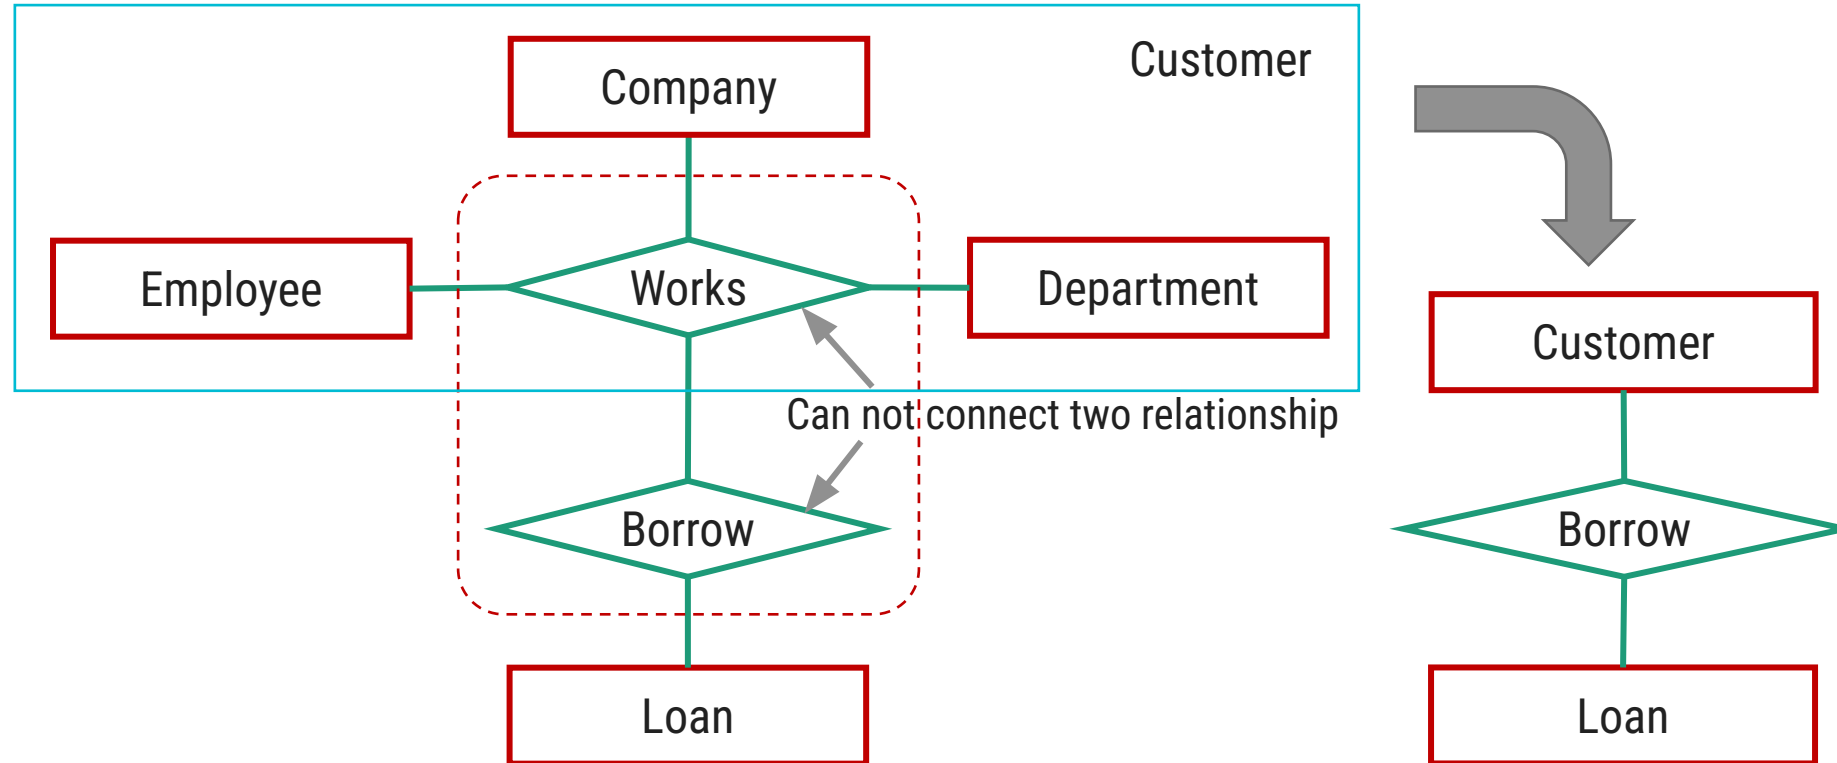 Customer
Company
Employee
Works
Department
Customer
Can not connect two relationship
Borrow
Borrow
Loan
Loan